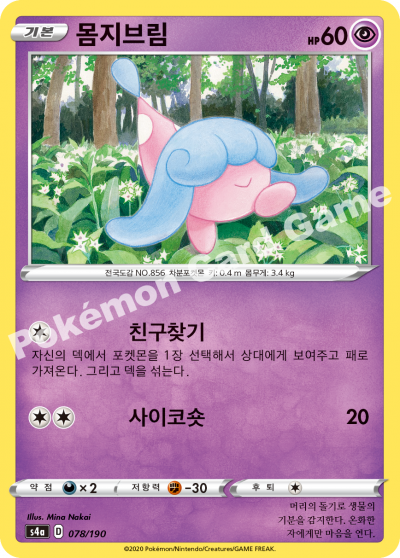 기본 몸지브림 HP 60
전국도감 NO.856 차분포켓몬 키: 0.4 m 몸무게: 3.4 kg
Pokémon Card Game
친구찾기
자신의 덱에서 포켓몬을 1장 선택해서 상대에게 보여주고 패로
가져온다. 그리고 덱을 섞는다.
사이코숏 20
약점 ×2 저항력 -30 후퇴
Illus. Mina Nakai
머리의 돌기로 생물의
기분을 감지한다. 온화한
자에게만 마음을 연다.
s4a D 078/190
©2020 Pokémon/Nintendo/Creatures/GAME FREAK.